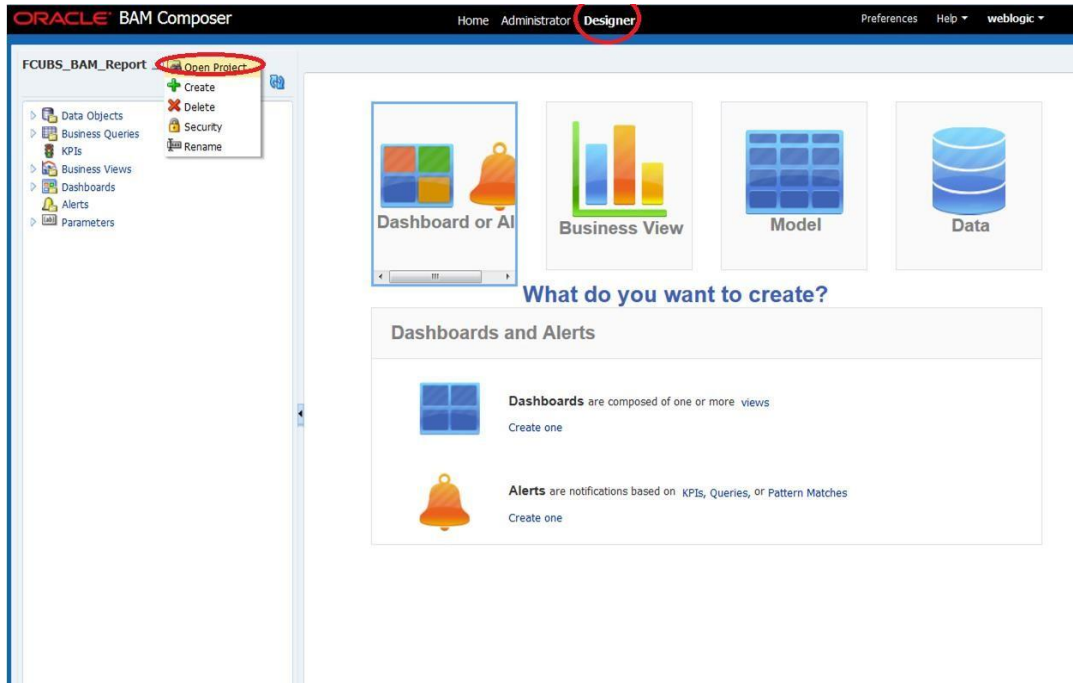 ORACLE BAM Composer
Home Administrator Designer
Preferences Help weblogic
FCUBS_BAM_Report
Open Project
Create
Delete
Security
Rename
Data Objects
Business Queries
KPIs
Business Views
Dashboards
Alerts
Parameters
Dashboard or Al
Business View
Model
Data
What do you want to create?
Dashboards and Alerts
Dashboards are composed of one or more views
Create one
Alerts are notifications based on KPIs, Queries, or Pattern Matches
Create one